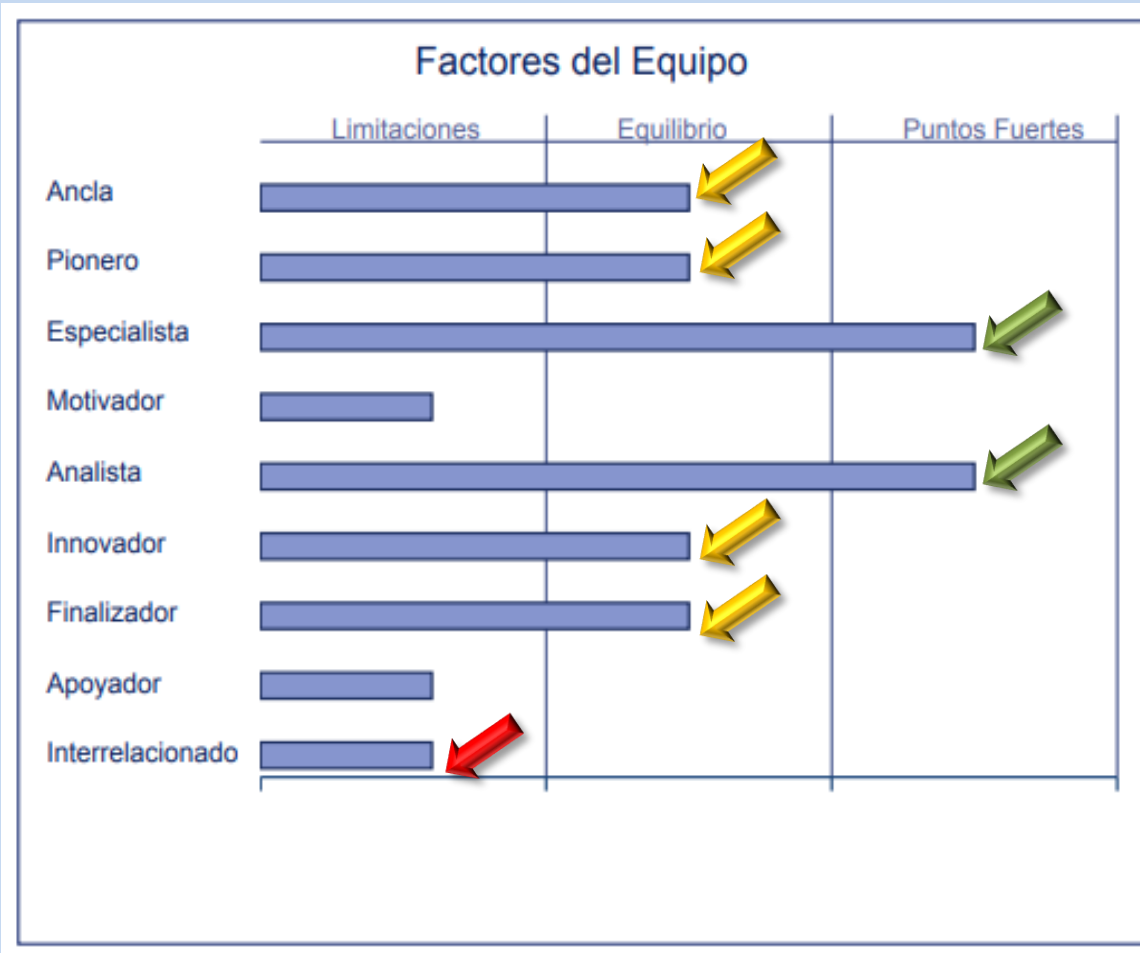 Factores del Equipo
Limitaciones Equilibrio Puntos Fuertes
Ancla
Pionero
Especialista
Motivador
Analista
Innovador
Finalizador
Apoyador
Interrelacionado